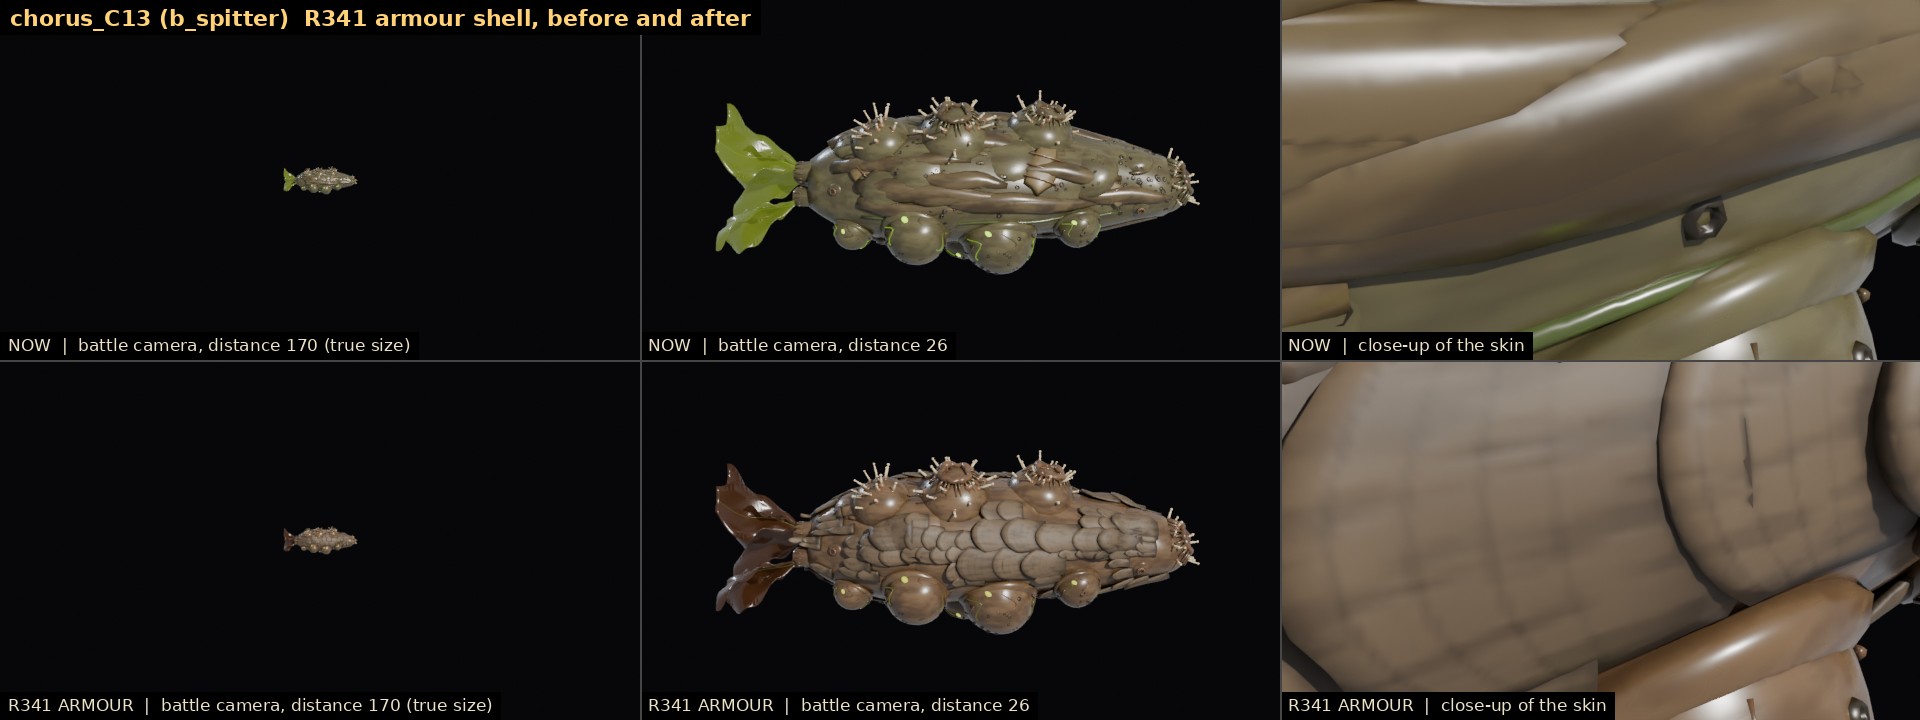 chorus_C13 (b_spitter)  R341 armour shell, before and after
NOW  |  battle camera, distance 170 (true size)
NOW  |  battle camera, distance 26
NOW  |  close-up of the skin
R341 ARMOUR  |  battle camera, distance 170 (true size)
R341 ARMOUR  |  battle camera, distance 26
R341 ARMOUR  |  close-up of the skin